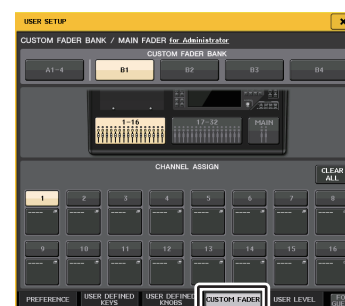 USER SETUP
CUSTOM FADER BANK / MAIN FADER for Administrator
CUSTOM FADER BANK
A1-4 B1 B2 B3 B4
1-16 17-32 MAIN
CHANNEL ASSIGN
CLEAR ALL
1 2 3 4 5 6 7 8
---- ---- ---- ---- ---- ---- ---- ----
9 10 11 12 13 14 15 16
---- ---- ---- ---- ---- ---- ---- ----
PREFERENCE USER DEFINED KEYS USER DEFINED KNOBS CUSTOM FADER USER LEVEL